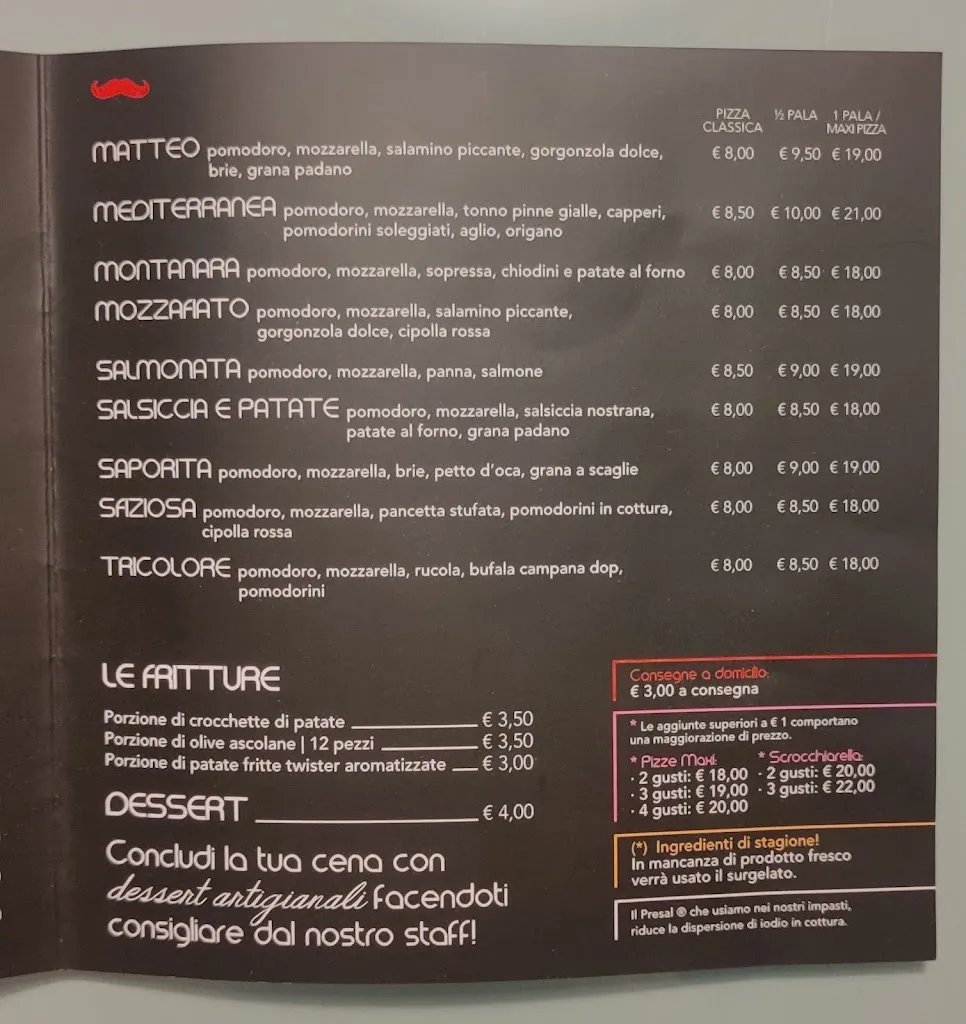 PIZZA CLASSICA ½ PALA 1 PALA / MAXI PIZZA
MATTEO pomodoro, mozzarella, salamino piccante, gorgonzola dolce, € 8,00 € 9,50 € 19,00
brie, grana padano
MEDITERRANEA pomodoro, mozzarella, tonno pinne gialle, capperi, € 8,50 € 10,00 € 21,00
pomodorini soleggiati, aglio, origano
MONTANARA pomodoro, mozzarella, sopressa, chiodini e patate al forno € 8,00 € 8,50 € 18,00
MOZZAFIATO pomodoro, mozzarella, salamino piccante, € 8,00 € 8,50 € 18,00
gorgonzola dolce, cipolla rossa
SALMONATA pomodoro, mozzarella, panna, salmone € 8,50 € 9,00 € 19,00
SALSICCIA E PATATE pomodoro, mozzarella, salsiccia nostrana, € 8,00 € 8,50 € 18,00
patate al forno, grana padano
SAPORITA pomodoro, mozzarella, brie, petto d'oca, grana a scaglie € 8,00 € 9,00 € 19,00
SAZIOSA pomodoro, mozzarella, pancetta stufata, pomodorini in cottura, € 8,00 € 8,50 € 18,00
cipolla rossa
TRICOLORE pomodoro, mozzarella, rucola, bufala campana dop, € 8,00 € 8,50 € 18,00
pomodorini
LE FRITTURE
Porzione di crocchette di patate € 3,50
Porzione di olive ascolane | 12 pezzi € 3,50
Porzione di patate fritte twister aromatizzate € 3,00
DESSERT € 4,00
Concludi la tua cena con
dessert artigianali facendoti
consigliare dal nostro staff!
Consegne a domicilio:
€ 3,00 a consegna
* Le aggiunte superiori a € 1 comportano
una maggiorazione di prezzo.
* Pizze Maxi: * Scrocchiarella:
· 2 gusti: € 18,00 · 2 gusti: € 20,00
· 3 gusti: € 19,00 · 3 gusti: € 22,00
· 4 gusti: € 20,00
(*) Ingredienti di stagione!
In mancanza di prodotto fresco
verrà usato il surgelato.
Il Presal ® che usiamo nei nostri impasti,
riduce la dispersione di iodio in cottura.